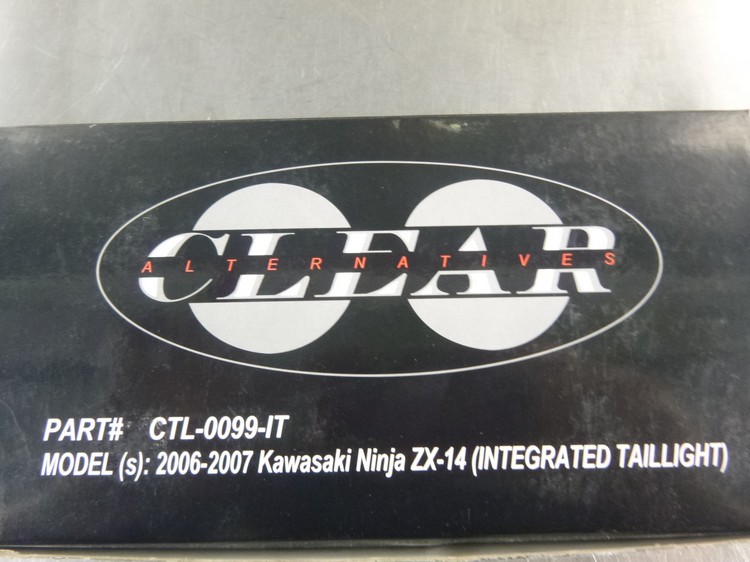 CLEAR
ALTERNATIVES
PART# CTL-0099-IT
MODEL (s): 2006-2007 Kawasaki Ninja ZX-14 (INTEGRATED TAILLIGHT)